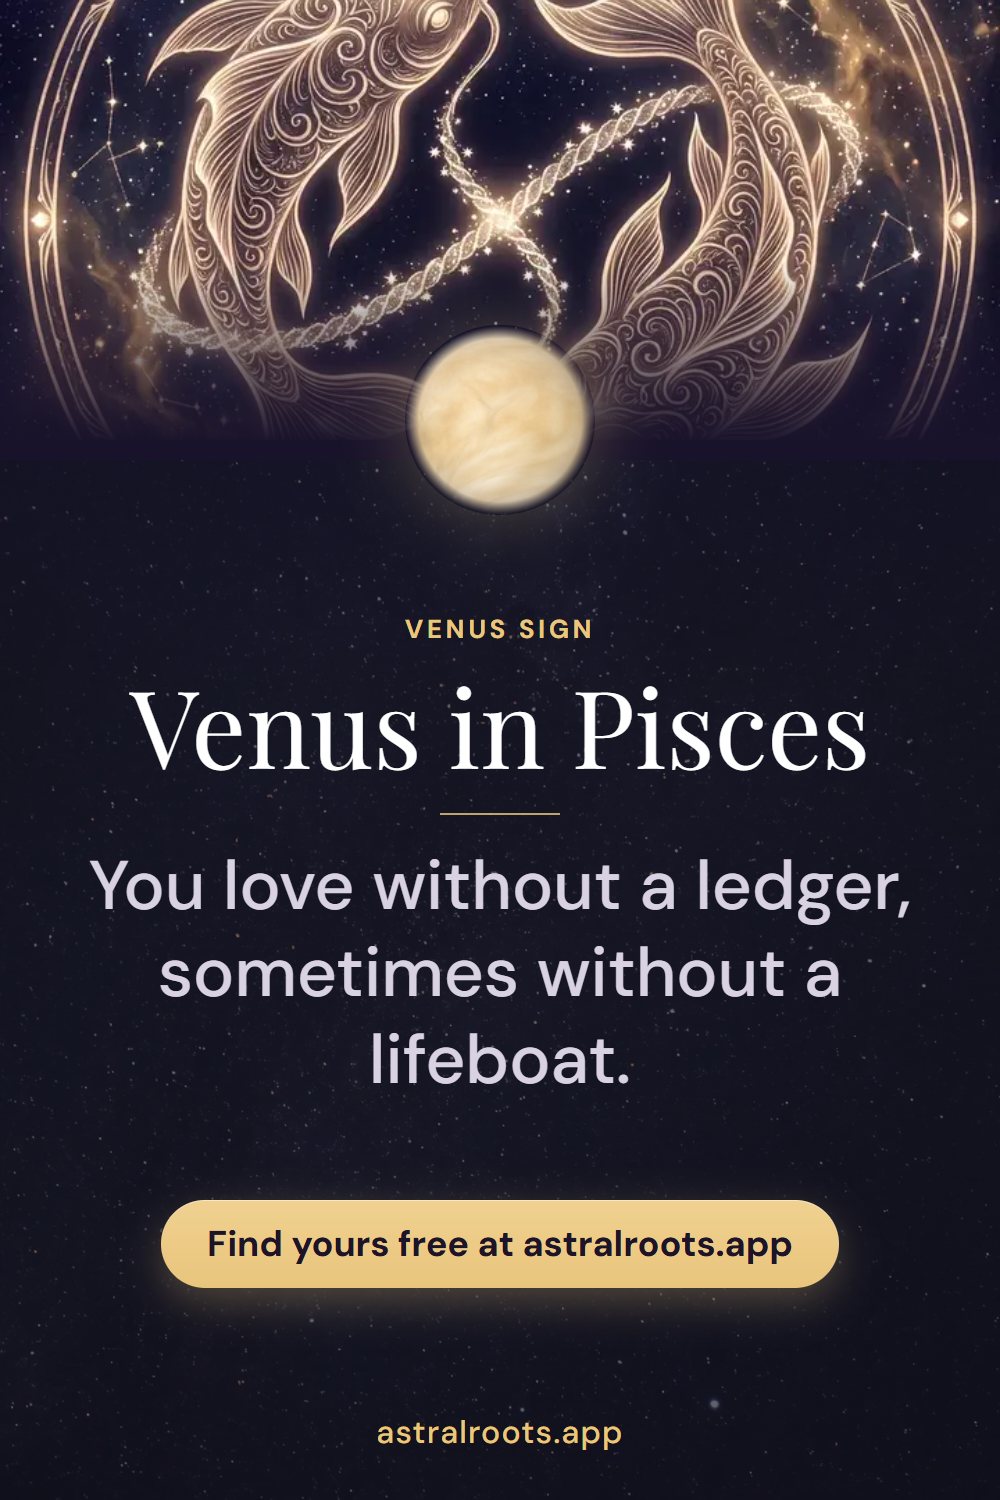 VENUS SIGN
Venus in Pisces
You love without a ledger,
sometimes without a
lifeboat.
Find yours free at astralroots.app
astralroots.app